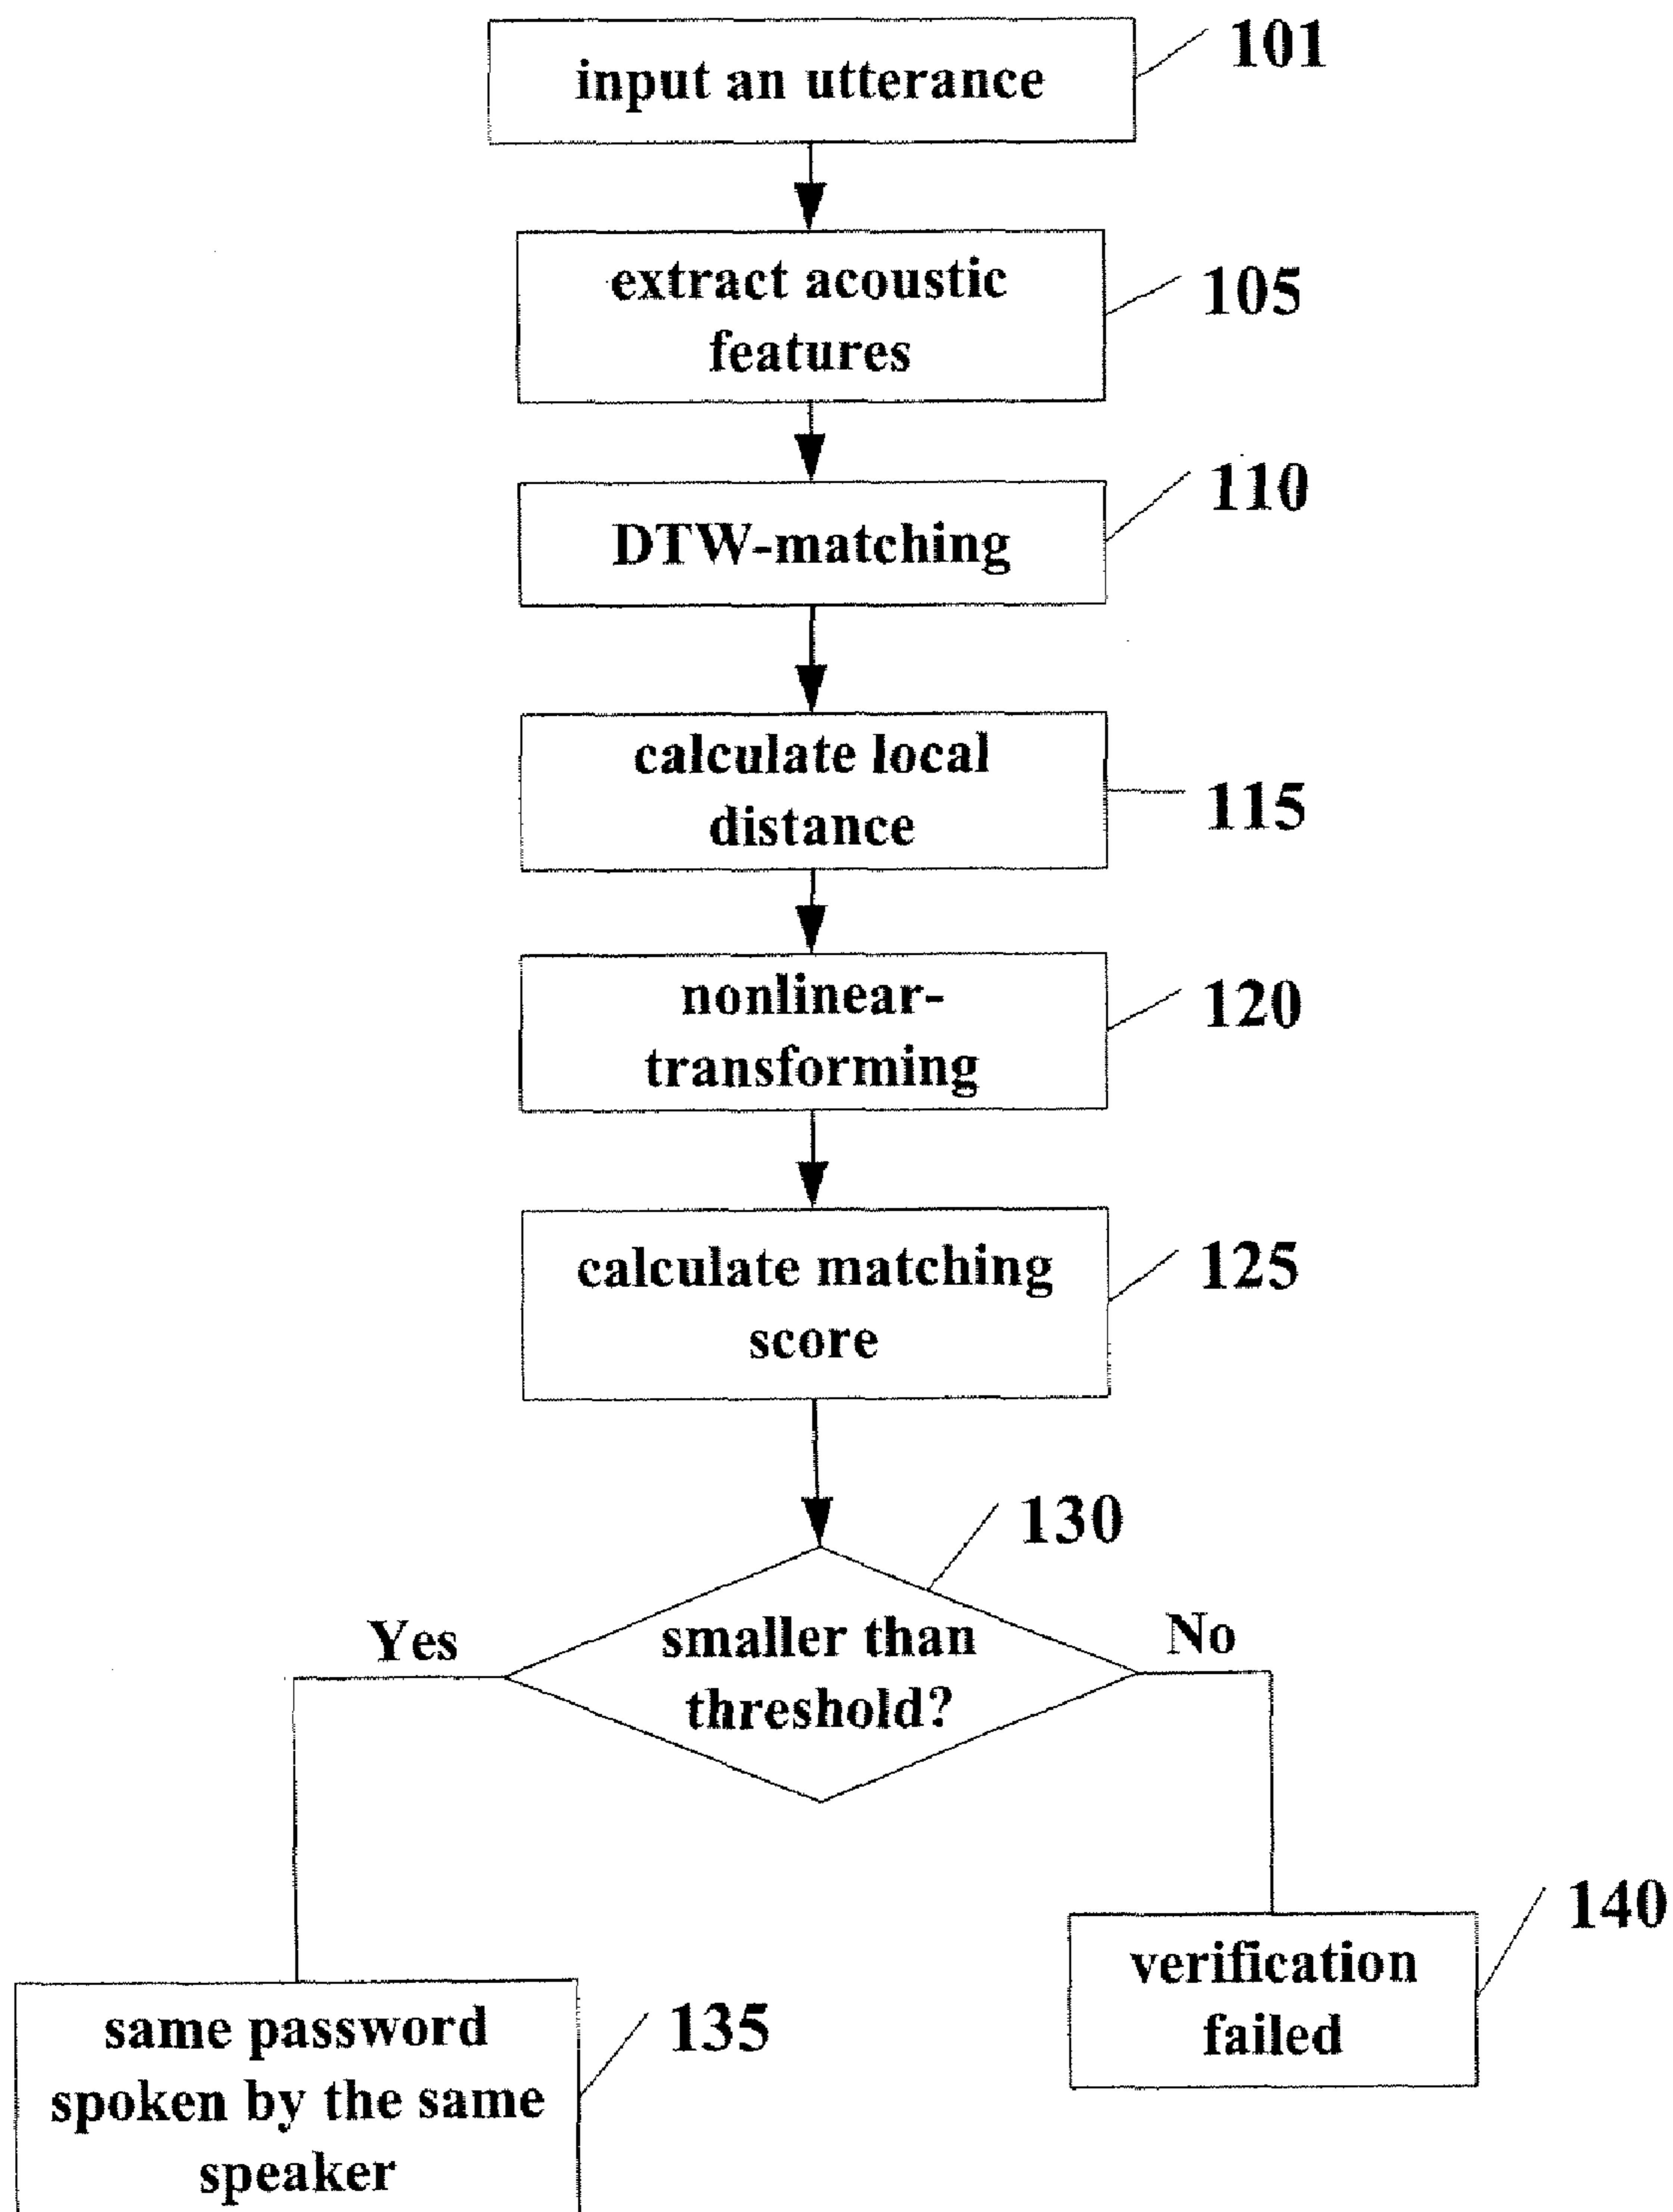 input an utterance
101
extract acoustic
features
105
DTW-matching
110
calculate local
distance
115
nonlinear-
transforming
120
calculate matching
score
125
130
Yes
smaller than
threshold?
No
same password
spoken by the same
speaker
135
verification
failed
140